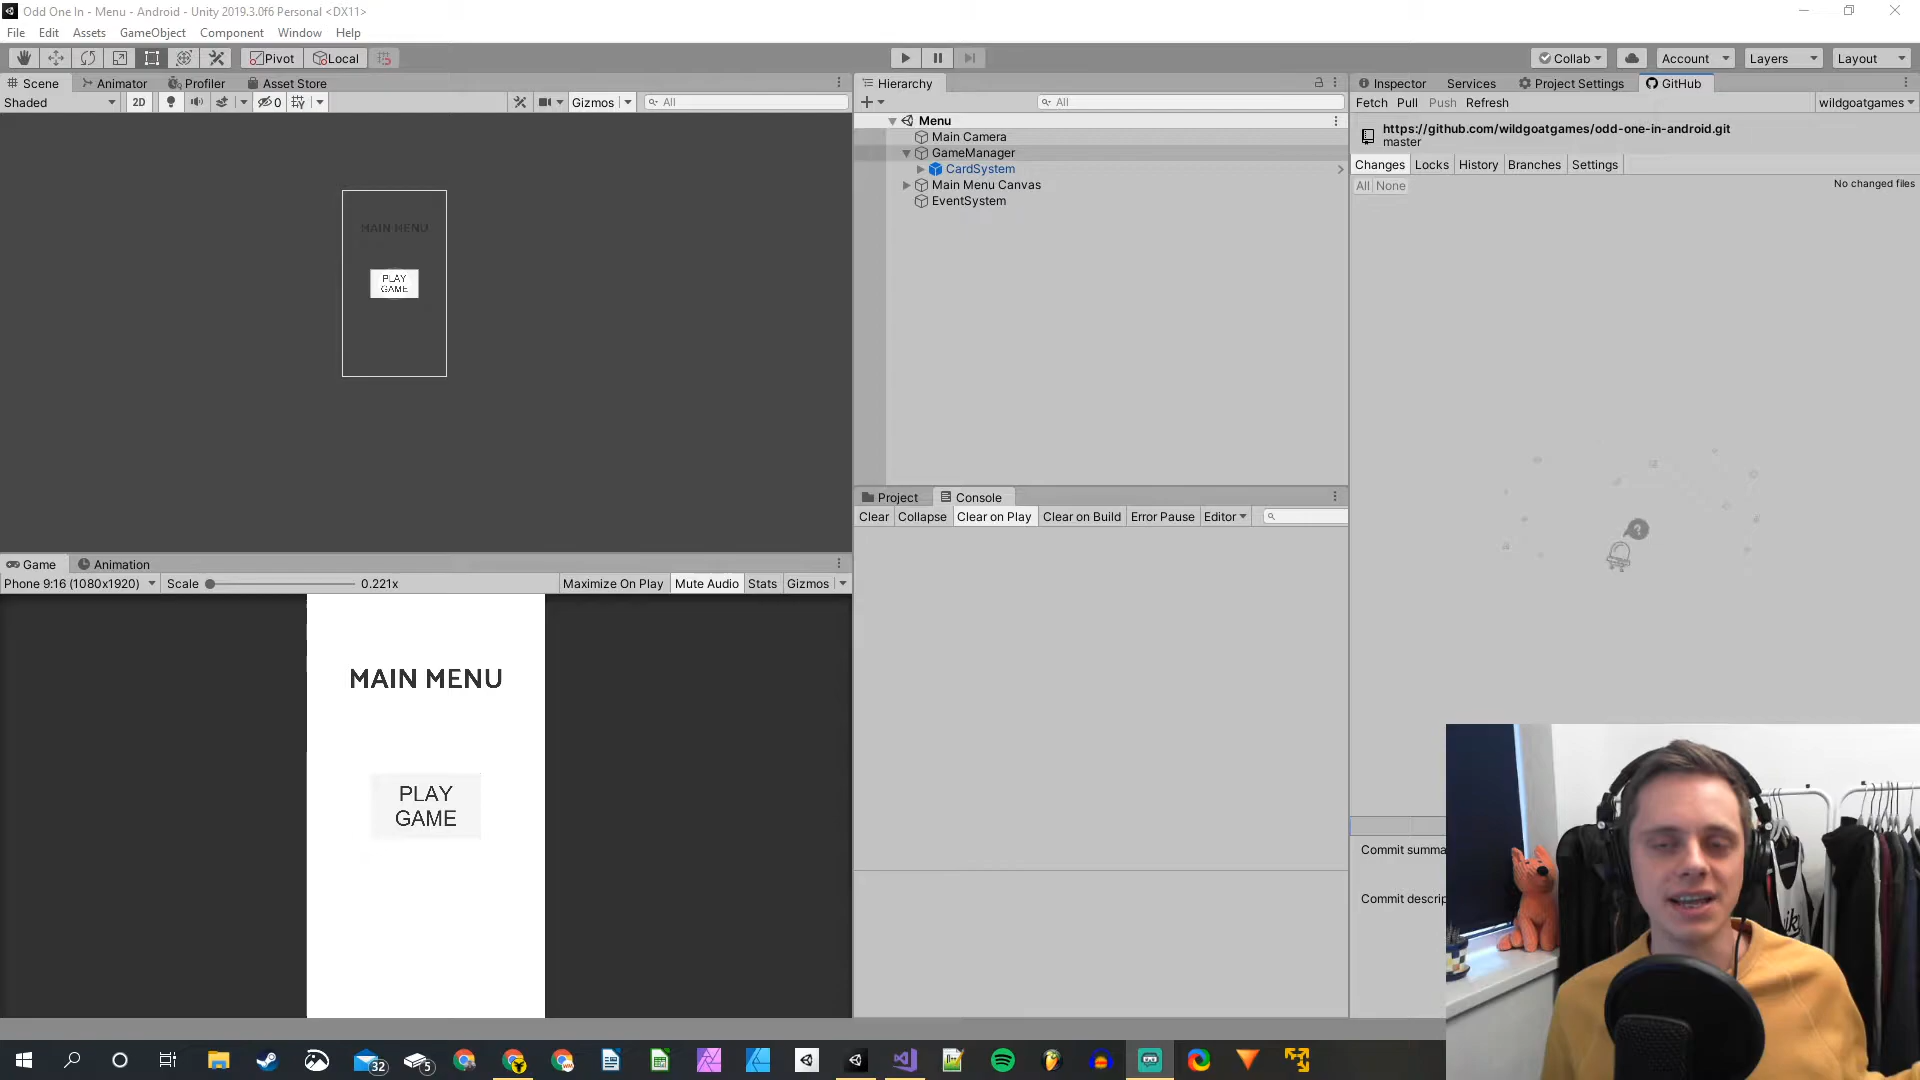 Odd One In - Menu - Android - Unity 2019.3.0f6 Personal <DX11>
File Edit Assets GameObject Component Window Help
Pivot Local Collab Account Layers Layout
Scene Animator Profiler Asset Store
Shaded 2D 0 Gizmos All
MAIN MENU
PLAY
GAME
Hierarchy
All
Menu
Main Camera
GameManager
CardSystem
Main Menu Canvas
EventSystem
Inspector Services Project Settings GitHub
Fetch Pull Push Refresh wildgoatgames
https://github.com/wildgoatgames/odd-one-in-android.git
master
Changes Locks History Branches Settings
All None No changed files
Project Console
Clear Collapse Clear on Play Clear on Build Error Pause Editor
Game Animation
Phone 9:16 (1080x1920) Scale 0.221x Maximize On Play Mute Audio Stats Gizmos
MAIN MENU
PLAY
GAME
Commit summa
Commit descrip
32
5